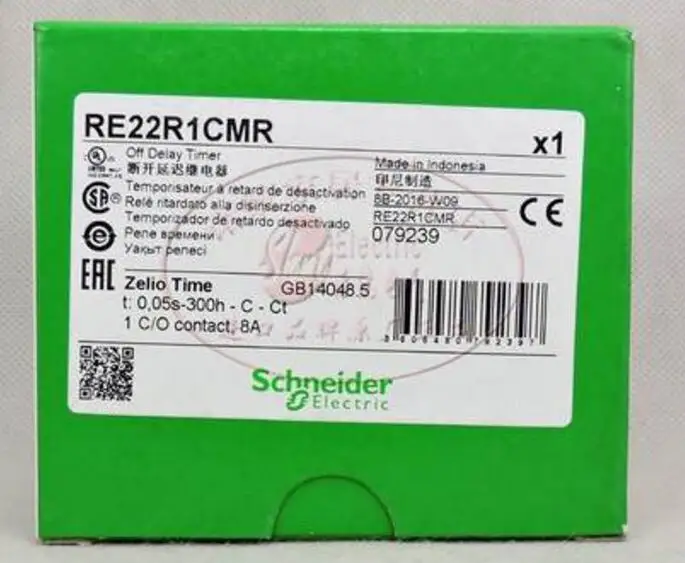 RE22R1CMR
x1
Off Delay Timer
断开延迟继电器
Temporisateur à retard de désactivation
Relè ritardato alla disinserzione
Temporizador de retardo desactivado
Реле времени
Уақыт релесі
Made in Indonesia
印尼制造
8B-2016-W09
RE22R1CMR
079239
CE
EAC
Zelio Time
GB14048.5
t: 0,05s-300h - C - Ct
1 C/O contact, 8A
Schneider
Electric